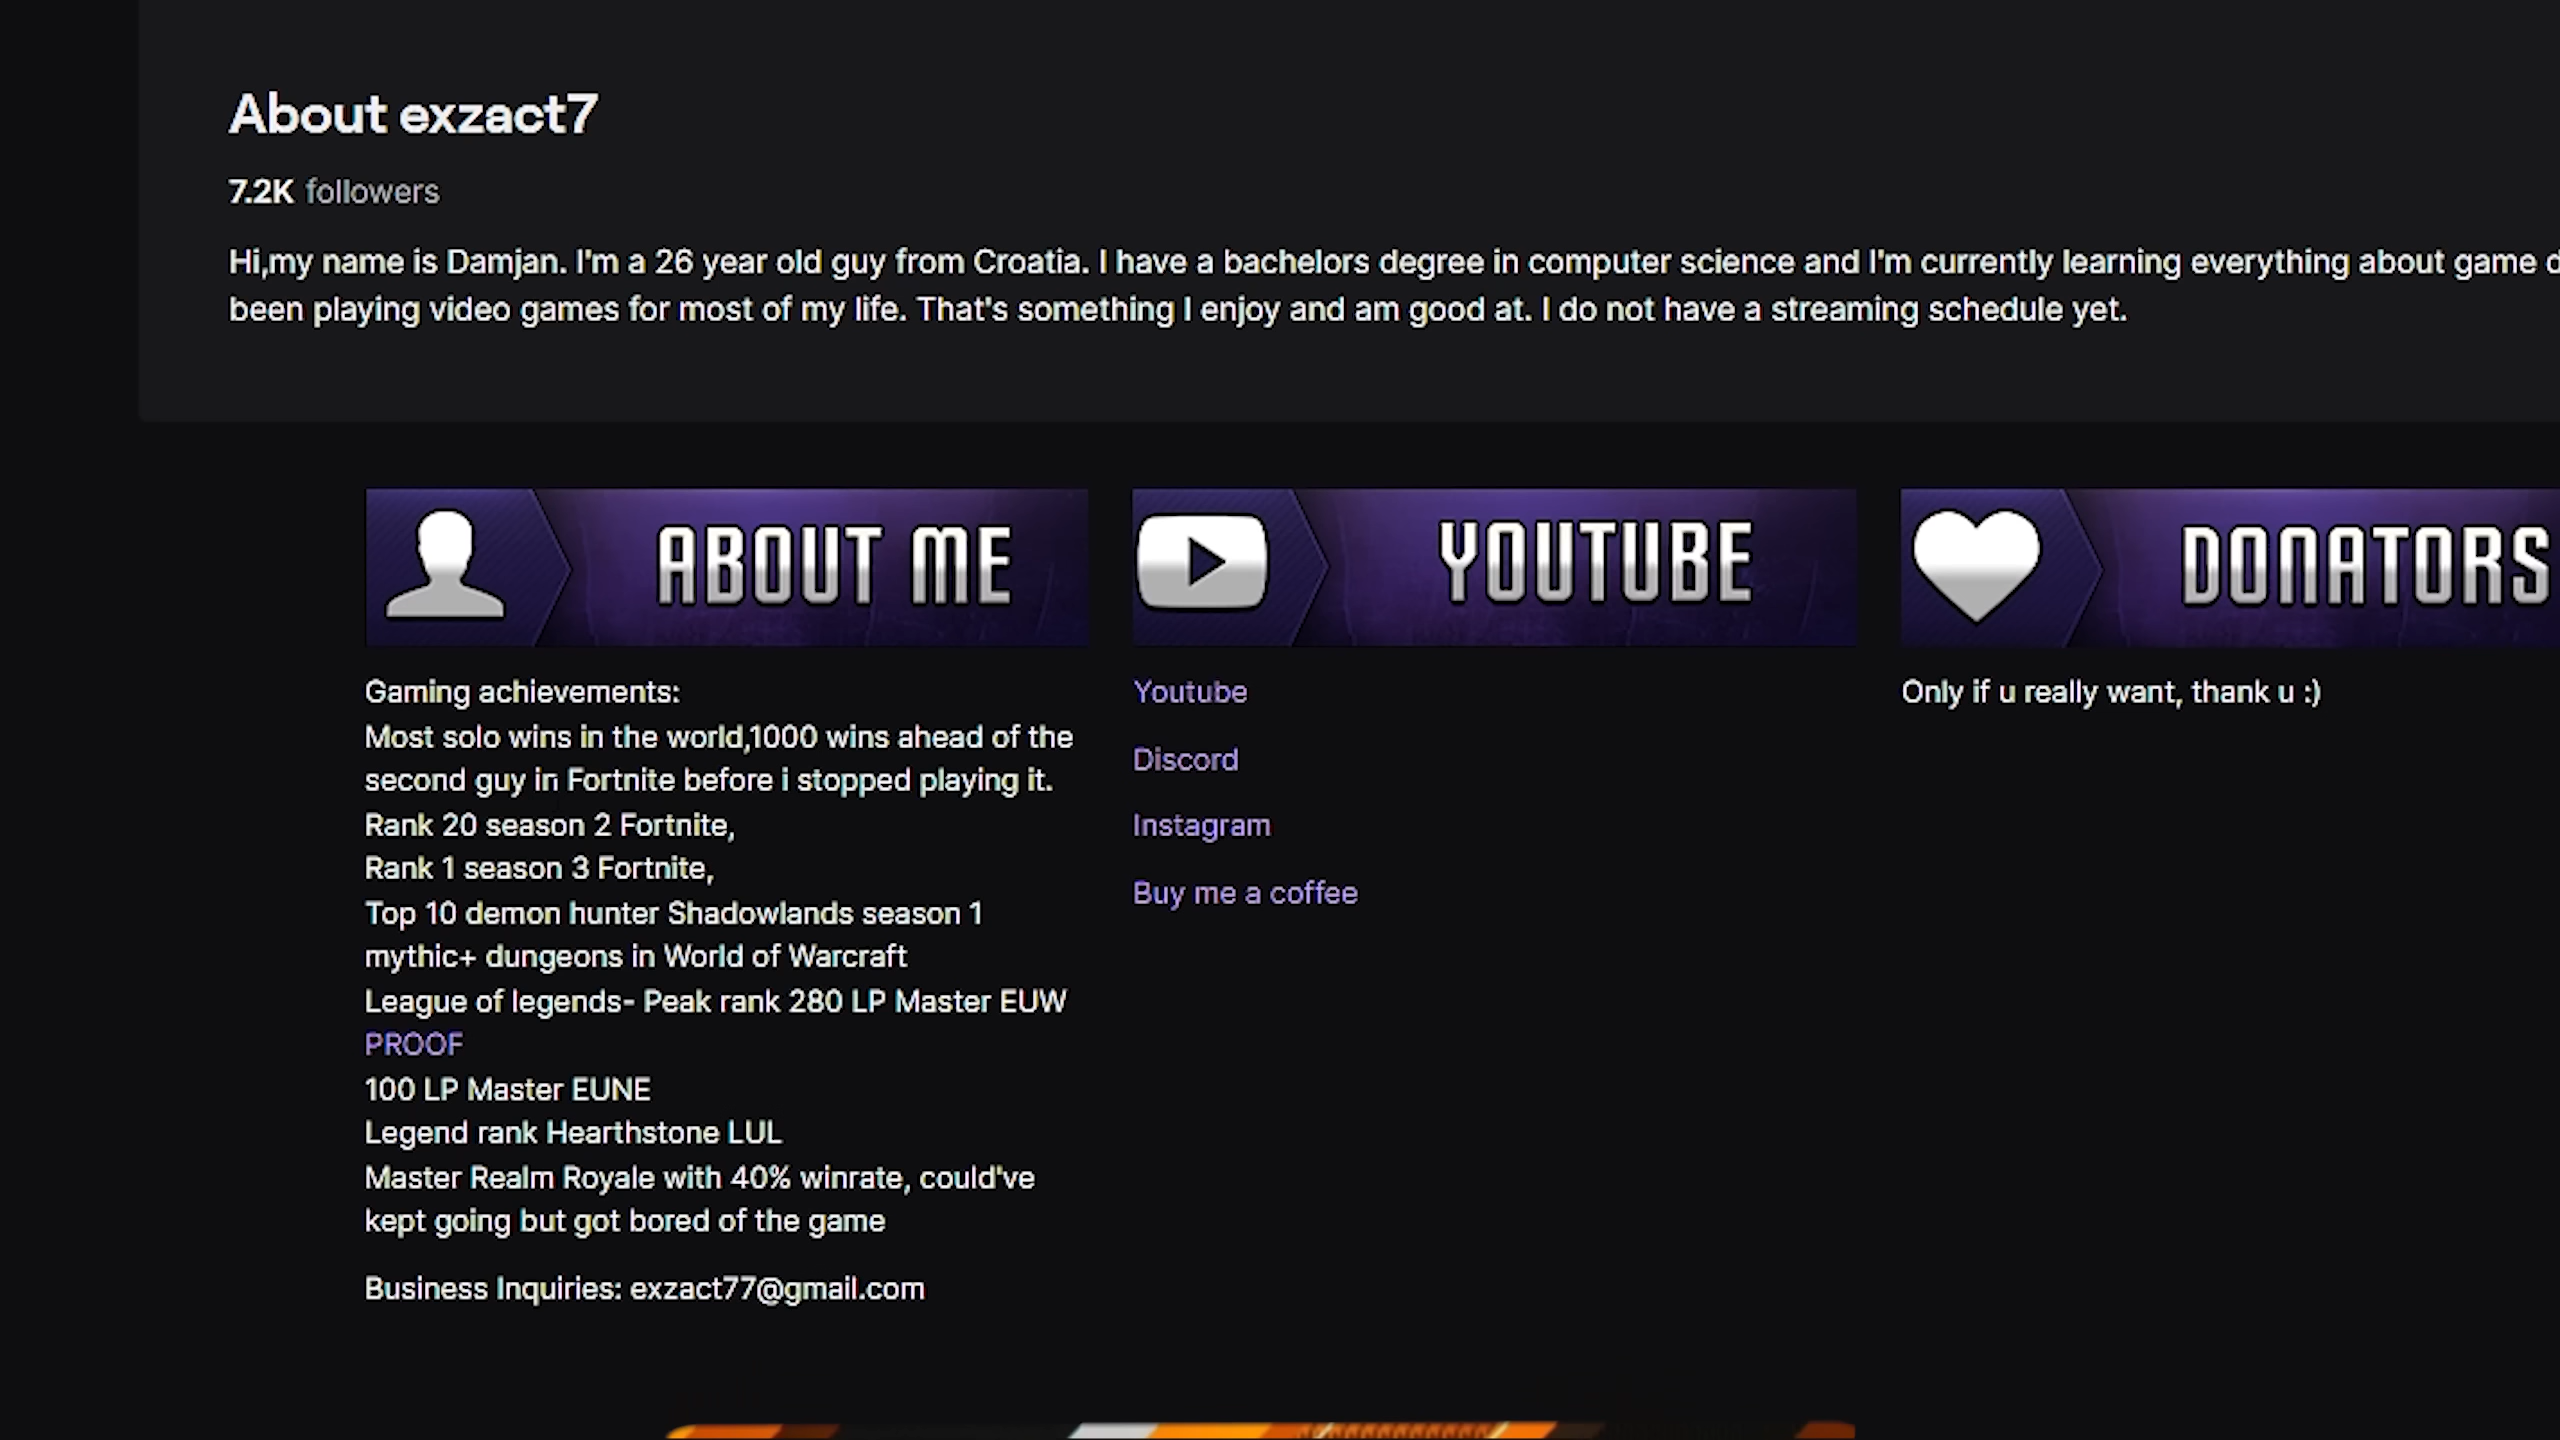 About exzact7
7.2K followers
Hi,my name is Damjan. I'm a 26 year old guy from Croatia. I have a bachelors degree in computer science and I'm currently learning everything about game
been playing video games for most of my life. That's something I enjoy and am good at. I do not have a streaming schedule yet.
ABOUT ME
Gaming achievements:
Most solo wins in the world,1000 wins ahead of the
second guy in Fortnite before i stopped playing it.
Rank 20 season 2 Fortnite,
Rank 1 season 3 Fortnite,
Top 10 demon hunter Shadowlands season 1
mythic+ dungeons in World of Warcraft
League of legends- Peak rank 280 LP Master EUW
PROOF
100 LP Master EUNE
Legend rank Hearthstone LUL
Master Realm Royale with 40% winrate, could've
kept going but got bored of the game
Business Inquiries: exzact77@gmail.com
YOUTUBE
Youtube
Discord
Instagram
Buy me a coffee
DONATORS
Only if u really want, thank u :)